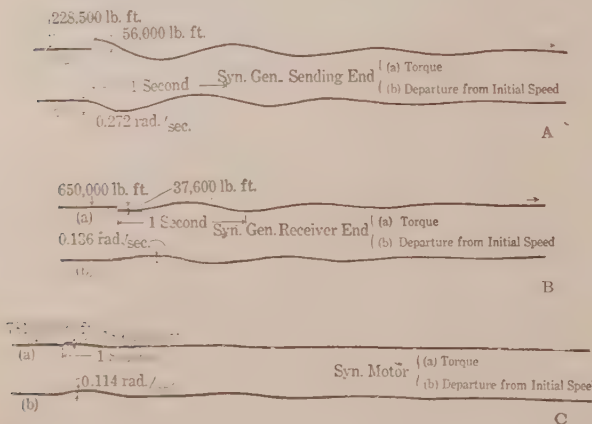 228,500 lb. ft.
56,000 lb. ft.
1 Second
Syn. Gen. Sending End
(a) Torque
(b) Departure from Initial Speed
0.272 rad./sec.
A
650,000 lb. ft.
37,600 lb. ft.
(a)
1 Second
Syn. Gen. Receiver End
(a) Torque
(b) Departure from Initial Speed
0.136 rad./sec.
B
(a)
1
Syn. Motor
(a) Torque
(b) Departure from Initial Speed
0.114 rad./
(b)
C